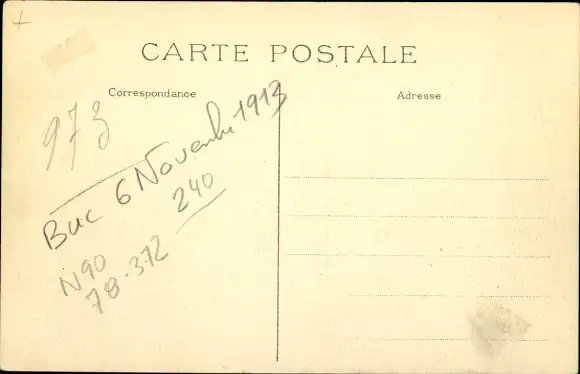 CARTE POSTALE
Correspondance
Adresse
973
Buc 6 Novembre 1913
240
N90
78-372